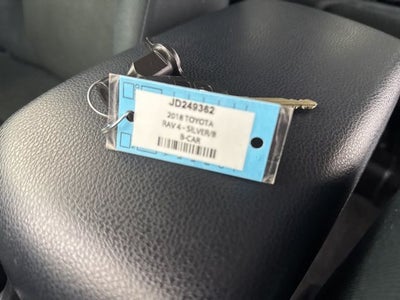 JD249362
2018 TOYOTA
RAV 4 - SILVER/B
B-CAR